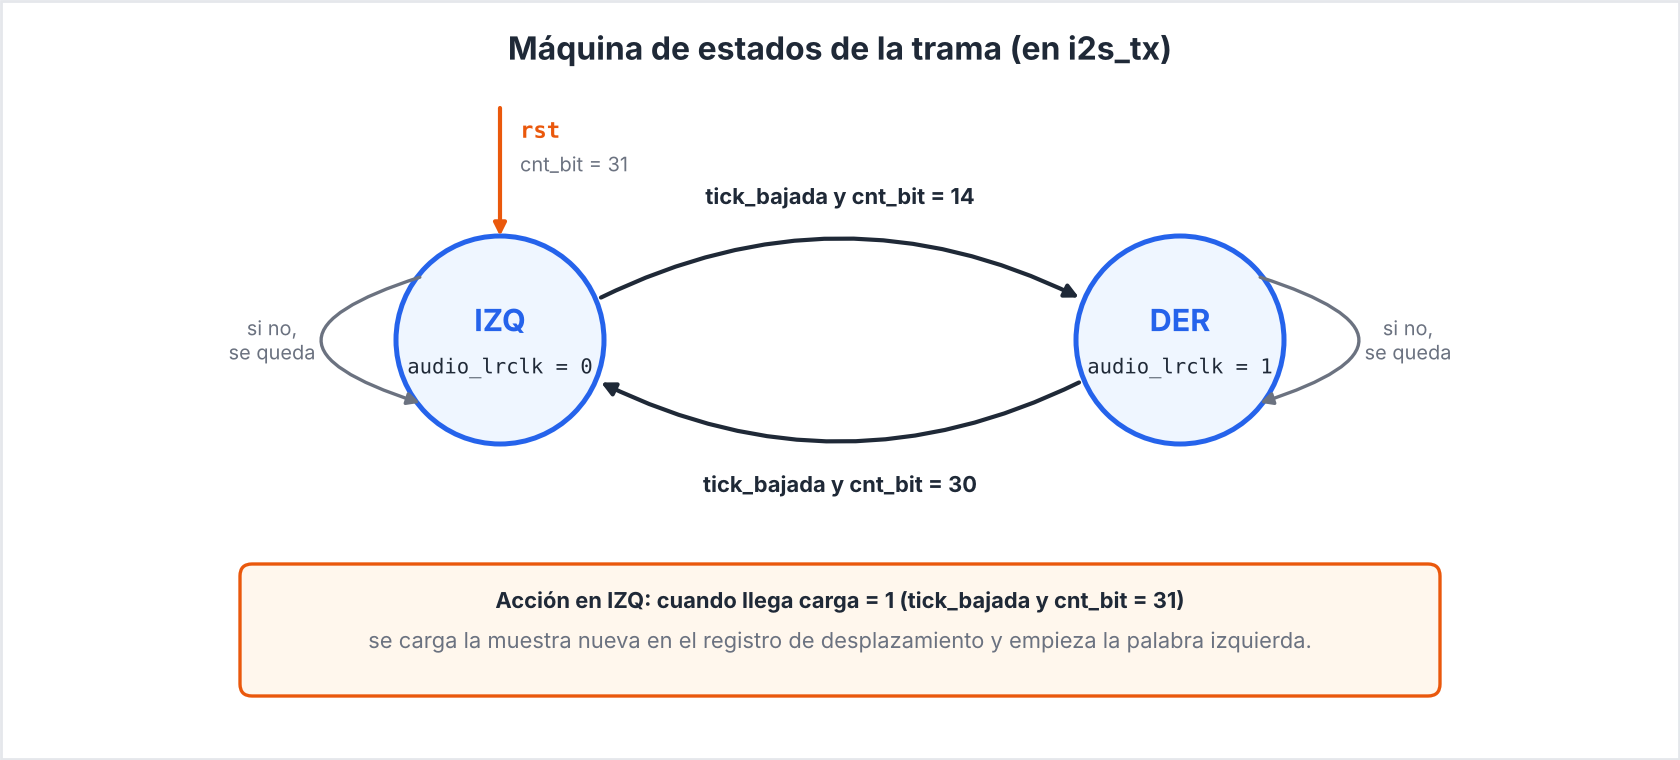 Máquina de estados de la trama (en i2s_tx)
rst
cnt_bit = 31
tick_bajada y cnt_bit = 14
IZQ
audio_lrclk = 0
si no,
se queda
DER
audio_lrclk = 1
si no,
se queda
tick_bajada y cnt_bit = 30
Acción en IZQ: cuando llega carga = 1 (tick_bajada y cnt_bit = 31)
se carga la muestra nueva en el registro de desplazamiento y empieza la palabra izquierda.